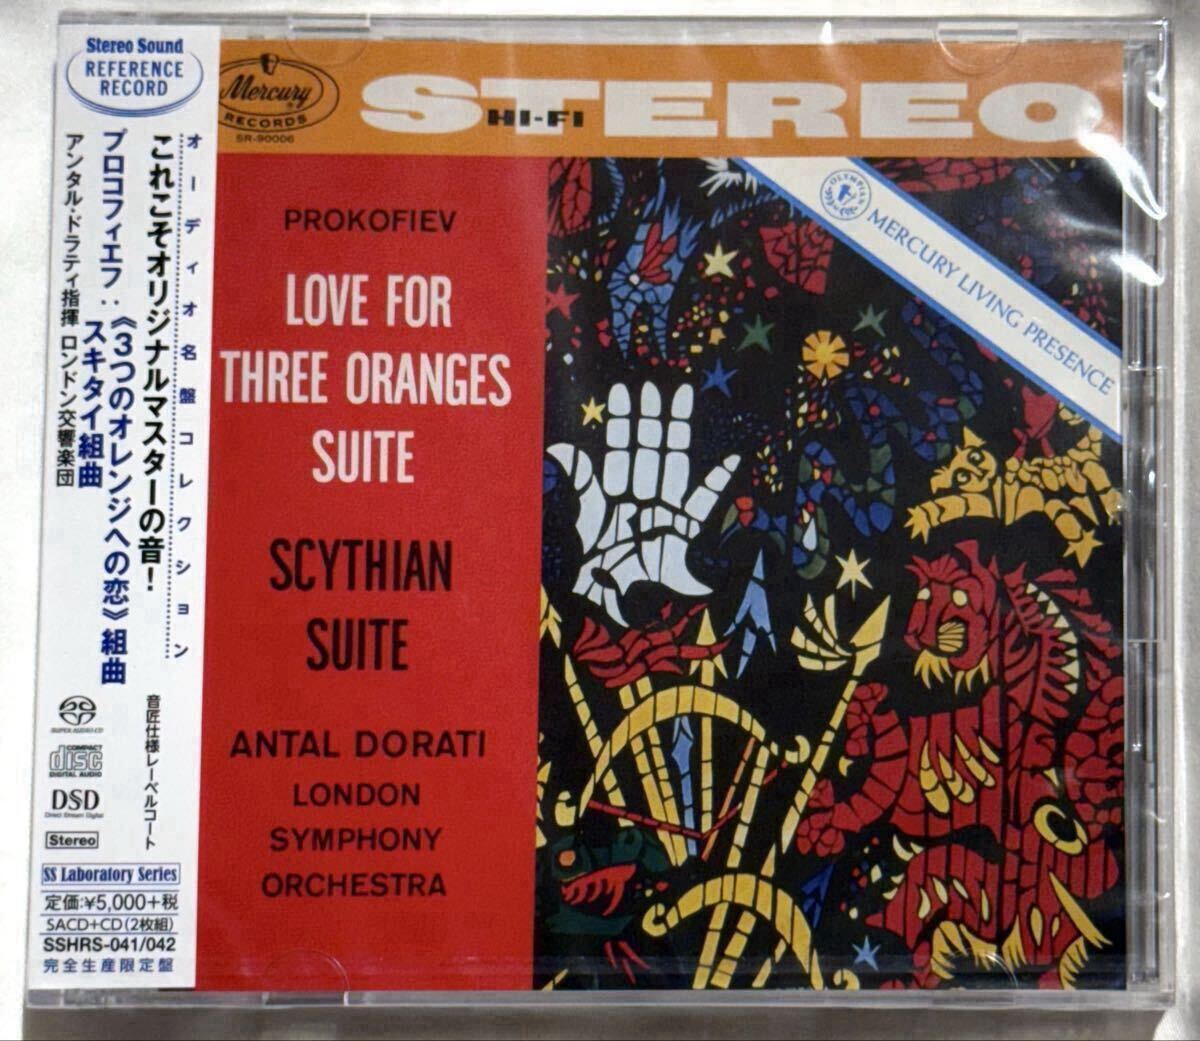 Stereo Sound
REFERENCE
RECORD
オーディオ名盤コレクション
これこそオリジナルマスターの音!
プロコフィエフ:《3つのオレンジへの恋》組曲
スキタイ組曲
アンタル・ドラティ指揮 ロンドン交響楽団
音匠仕様レーベルコート
SUPER AUDIO CD
COMPACT
disc
DIGITAL AUDIO
DSD
Direct Stream Digital
Stereo
SS Laboratory Series
定価:¥5,000+税
SACD+CD(2枚組)
SSHRS-041/042
完全生産限定盤
Mercury
RECORDS
SR-90006
STEREO
HI-FI
OLYMPIAN
MERCURY LIVING PRESENCE
PROKOFIEV
LOVE FOR
THREE ORANGES
SUITE
SCYTHIAN
SUITE
ANTAL DORATI
LONDON
SYMPHONY
ORCHESTRA